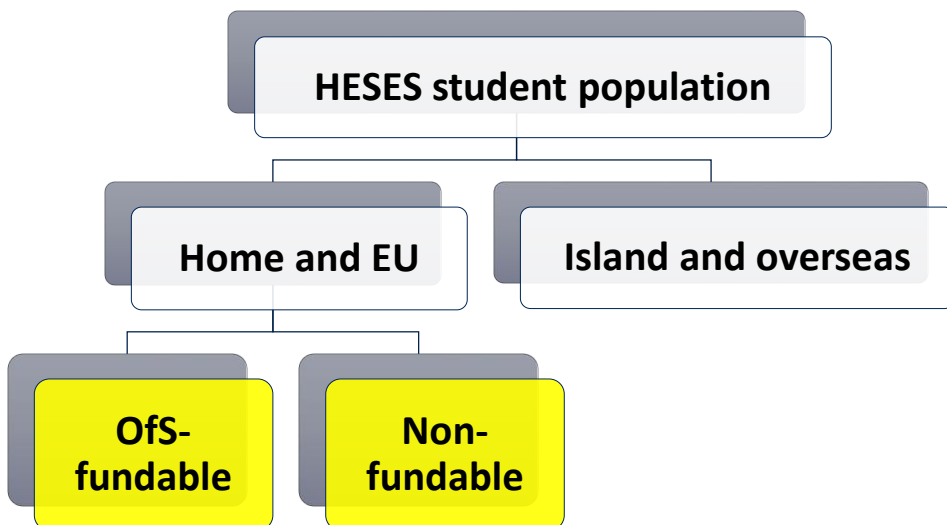 HESES student population
Home and EU
Island and overseas
OfS-
fundable
Non-
fundable